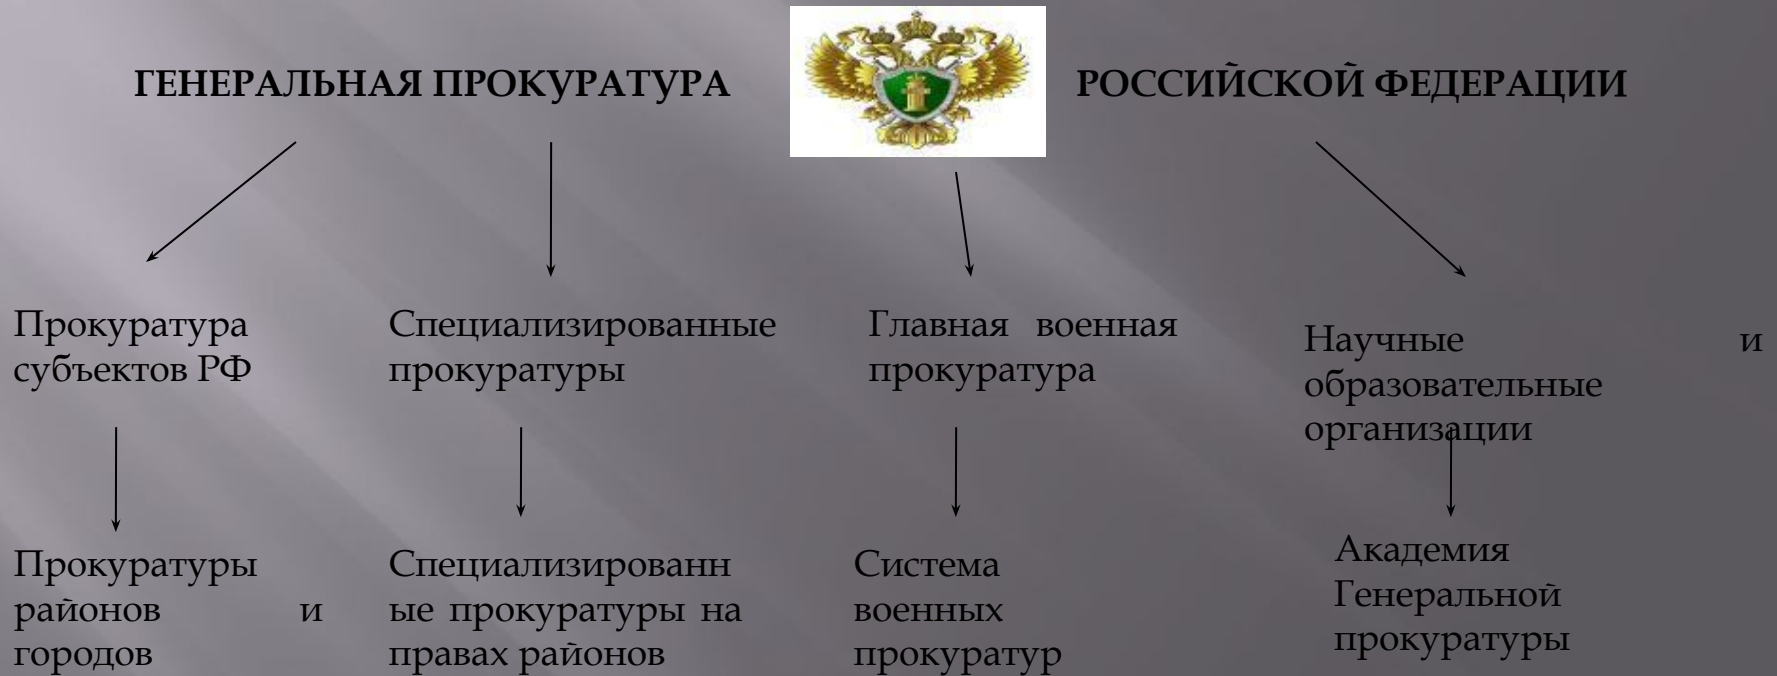 ГЕНЕРАЛЬНАЯ ПРОКУРАТУРА РОССИЙСКОЙ ФЕДЕРАЦИИ
Прокуратура
субъектов РФ
Специализированные
прокуратуры
Главная военная
прокуратура
Научные и
образовательные
организации
Прокуратуры
районов и
городов
Специализированн
ые прокуратуры на
правах районов
Система
военных
прокуратур
Академия
Генеральной
прокуратуры